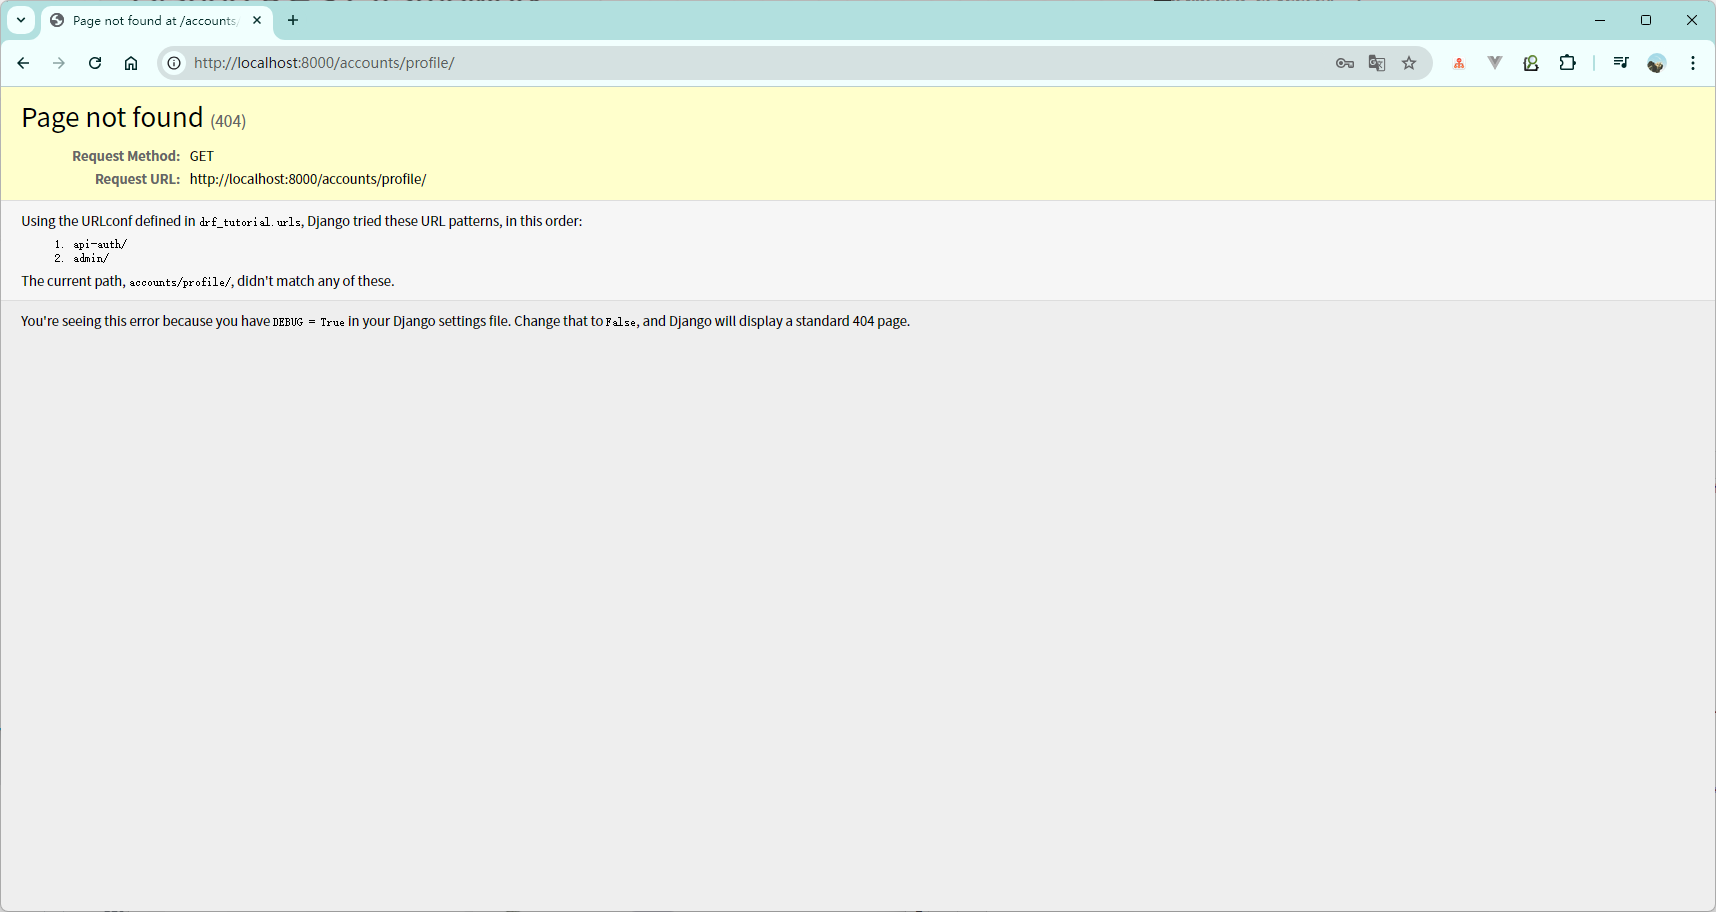 Page not found at /accounts/
http://localhost:8000/accounts/profile/
Page not found (404)
Request Method: GET
Request URL: http://localhost:8000/accounts/profile/
Using the URLconf defined in drf_tutorial.urls, Django tried these URL patterns, in this order:
1. api-auth/
2. admin/
The current path, accounts/profile/, didn't match any of these.
You're seeing this error because you have DEBUG = True in your Django settings file. Change that to False, and Django will display a standard 404 page.